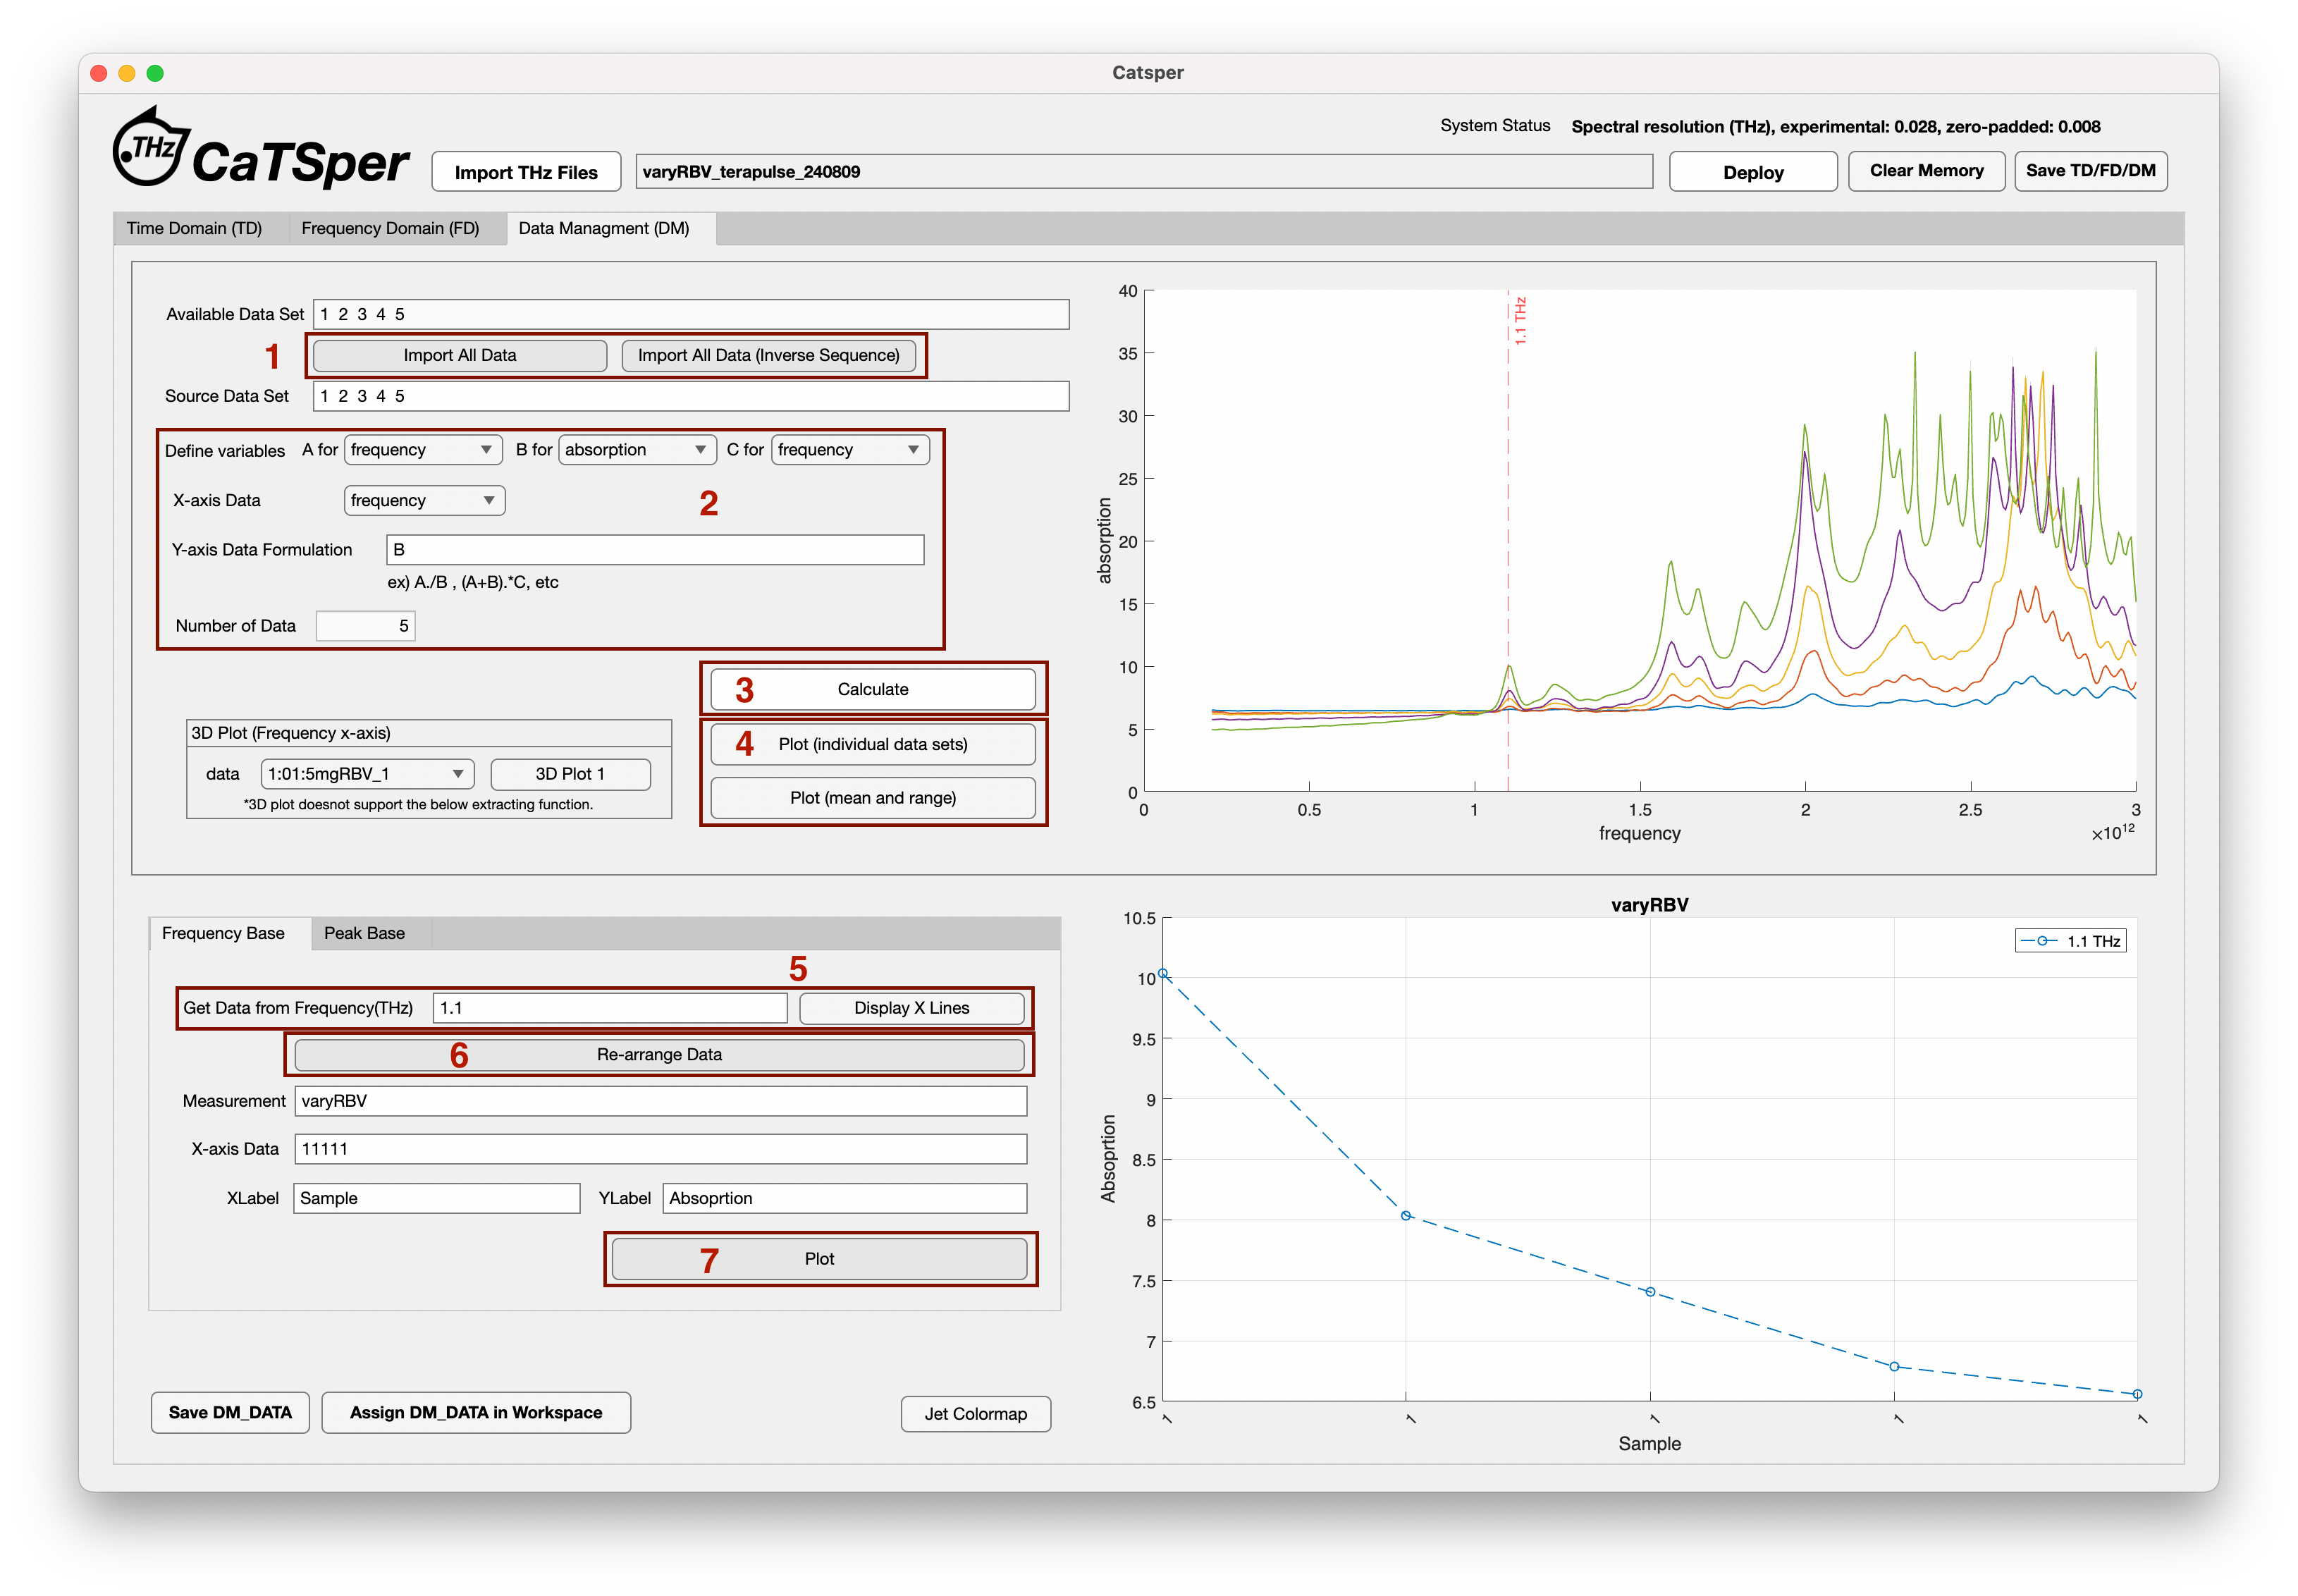 Catsper
THz CaTSper
System Status Spectral resolution (THz), experimental: 0.028, zero-padded: 0.008
Import THz Files varyRBV_terapulse_240809 Deploy Clear Memory Save TD/FD/DM
Time Domain (TD) Frequency Domain (FD) Data Managment (DM)
Available Data Set 1 2 3 4 5
1 Import All Data Import All Data (Inverse Sequence)
Source Data Set 1 2 3 4 5
Define variables A for frequency B for absorption C for frequency
X-axis Data frequency 2
Y-axis Data Formulation B
ex) A./B , (A+B).*C, etc
Number of Data 5
3 Calculate
4 Plot (individual data sets)
Plot (mean and range)
3D Plot (Frequency x-axis)
data 1:01:5mgRBV_1 3D Plot 1
*3D plot doesnot support the below extracting function.
40
35
30
25
20
15
10
5
0
absorption
1.1 THz
0 0.5 1 1.5 2 2.5 3
frequency
×10^12
Frequency Base Peak Base
5
Get Data from Frequency(THz) 1.1 Display X Lines
6 Re-arrange Data
Measurement varyRBV
X-axis Data 11111
XLabel Sample YLabel Absoprtion
7 Plot
Save DM_DATA Assign DM_DATA in Workspace Jet Colormap
varyRBV
1.1 THz
10.5
10
9.5
9
8.5
8
7.5
7
6.5
Absoprtion
1 1 1 1 1
Sample